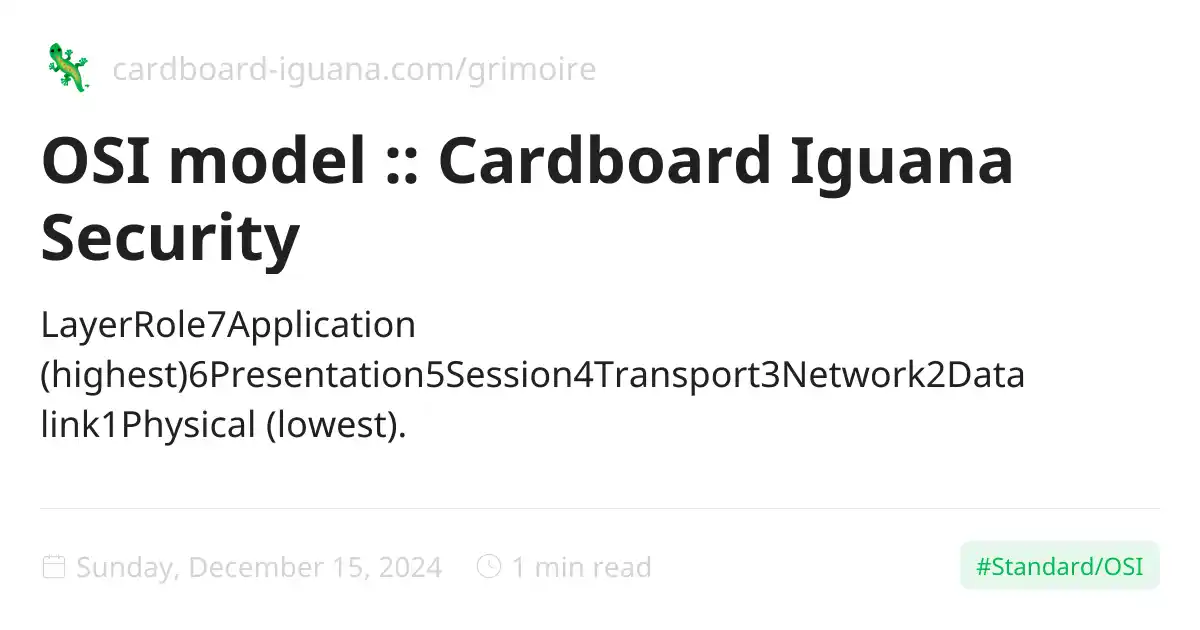 cardboard-iguana.com/grimoire
OSI model :: Cardboard Iguana
Security
LayerRole7Application
(highest)6Presentation5Session4Transport3Network2Data
link1Physical (lowest).
Sunday, December 15, 2024 1 min read #Standard/OSI